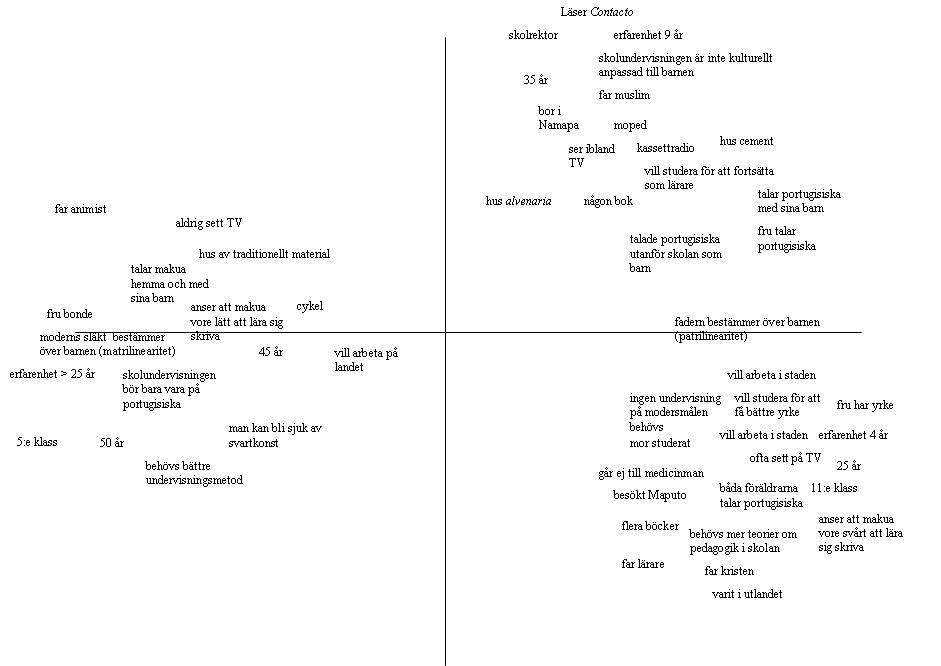 Läser Contacto
skolrektor
erfarenhet 9 år
skolundervisningen är inte kulturellt
anpassad till barnen
35 år
far muslim
bor i
Namapa
moped
hus cement
ser ibland
TV
kassettradio
vill studera för att fortsätta
som lärare
hus alvenaria
någon bok
talar portugisiska
med sina barn
fru talar
portugisiska
talade portugisiska
utanför skolan som
barn
far animist
aldrig sett TV
hus av traditionellt material
talar makua
hemma och med
sina barn
fru bonde
anser att makua
vore lätt att lära sig
skriva
cykel
moderns släkt bestämmer
över barnen (matrilinearitet)
45 år
vill arbeta på
landet
fadern bestämmer över barnen
(patrilinearitet)
erfarenhet > 25 år
skolundervisningen
bör bara vara på
portugisiska
5:e klass
50 år
man kan bli sjuk av
svartkonst
behövs bättre
undervisningsmetod
vill arbeta i staden
ingen undervisning
på modersmålen
behövs
vill studera för att
få bättre yrke
fru har yrke
mor studerat
vill arbeta i staden
erfarenhet 4 år
ofta sett på TV
25 år
går ej till medicinman
besökt Maputo
båda föräldrarna
talar portugisiska
11:e klass
flera böcker
behövs mer teorier om
pedagogik i skolan
anser att makua
vore svårt att lära
sig skriva
far lärare
far kristen
varit i utlandet